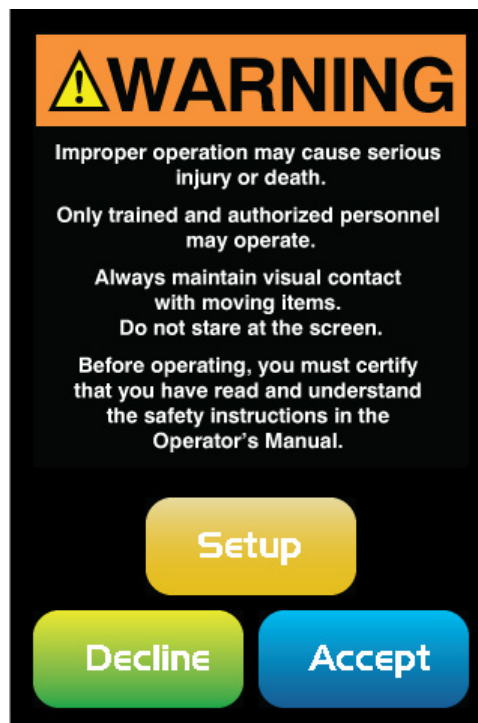 WARNING
Improper operation may cause serious
injury or death.
Only trained and authorized personnel
may operate.
Always maintain visual contact
with moving items.
Do not stare at the screen.
Before operating, you must certify
that you have read and understand
the safety instructions in the
Operator's Manual.
Setup
Decline
Accept